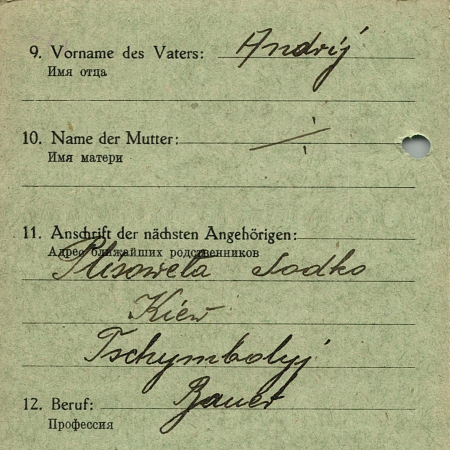 9. Vorname des Vaters: Andrij
Имя отца
10. Name der Mutter: ·/·
Имя матери
11. Anschrift der nächsten Angehörigen:
Адрес ближайших родственников
Kiew
Tschymbolyj
12. Beruf: Bauer
Профессия